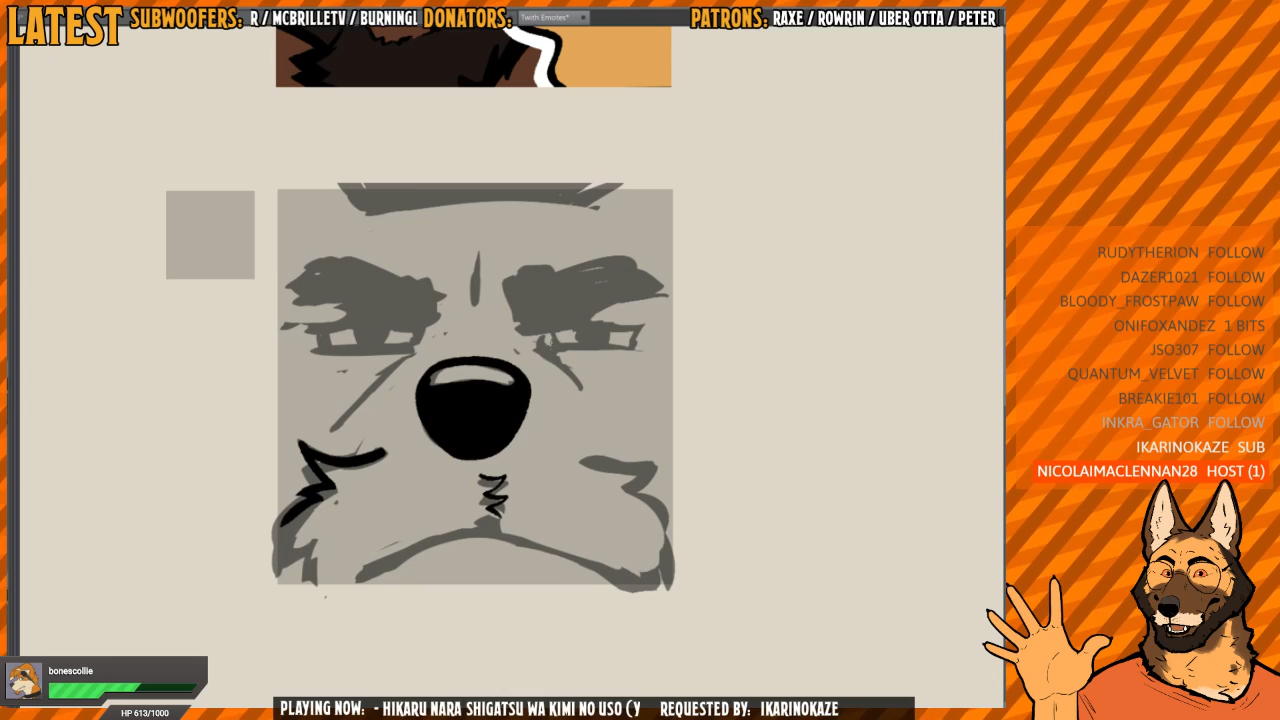 LATEST
SUBWOOFERS: R / MCBRILLETV / BURNINGL DONATORS: PATRONS: RAXE / ROWRIN / UBER OTTA / PETER
Twith Emotes*
RUDYTHERION FOLLOW
DAZER1021 FOLLOW
BLOODY_FROSTPAW FOLLOW
ONIFOXANDEZ 1 BITS
JSO307 FOLLOW
QUANTUM_VELVET FOLLOW
BREAKIE101 FOLLOW
INKRA_GATOR FOLLOW
IKARINOKAZE SUB
NICOLAIMACLENNAN28 HOST (1)
bonescollie
HP 613/1000
PLAYING NOW: - HIKARU NARA SHIGATSU WA KIMI NO USO (Y REQUESTED BY: IKARINOKAZE